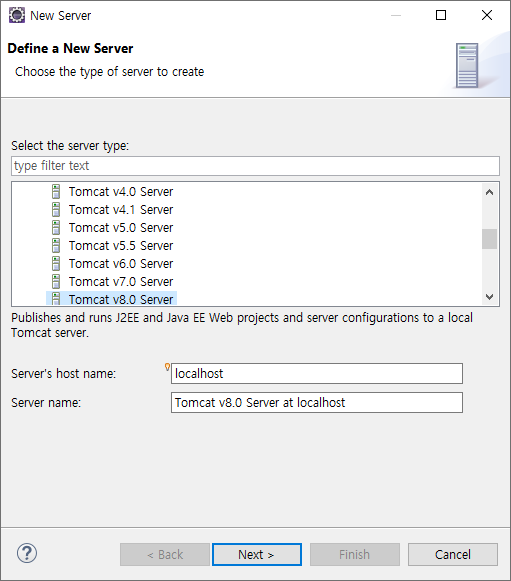 New Server
Define a New Server
Choose the type of server to create
Select the server type:
type filter text
Tomcat v4.0 Server
Tomcat v4.1 Server
Tomcat v5.0 Server
Tomcat v5.5 Server
Tomcat v6.0 Server
Tomcat v7.0 Server
Tomcat v8.0 Server
Publishes and runs J2EE and Java EE Web projects and server configurations to a local
Tomcat server.
Server's host name: localhost
Server name: Tomcat v8.0 Server at localhost
? < Back Next > Finish Cancel